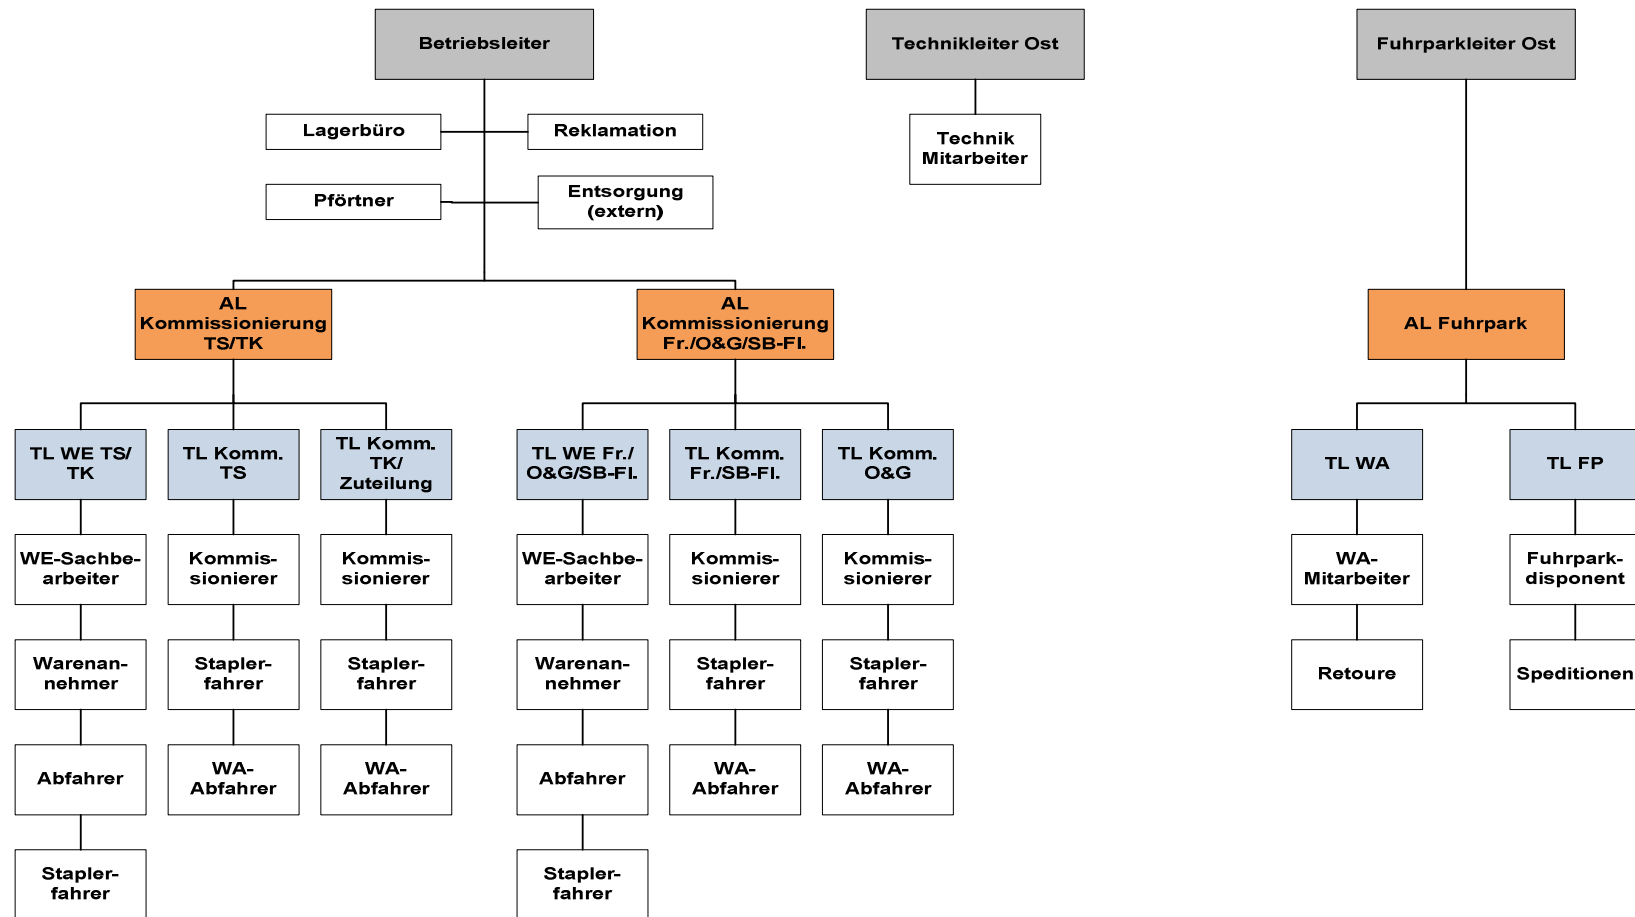 Betriebsleiter
Technikleiter Ost
Fuhrparkleiter Ost
Lagerbüro
Reklamation
Technik
Mitarbeiter
Pförtner
Entsorgung
(extern)
AL
Kommissionierung
TS/TK
AL
Kommissionierung
Fr./O&G/SB-Fl.
AL Fuhrpark
TL WE TS/
TK
TL Komm.
TS
TL Komm.
TK/
Zuteilung
TL WE Fr./
O&G/SB-Fl.
TL Komm.
Fr./SB-Fl.
TL Komm.
O&G
TL WA
TL FP
WE-Sachbe-
arbeiter
Kommis-
sionierer
Kommis-
sionierer
WE-Sachbe-
arbeiter
Kommis-
sionierer
Kommis-
sionierer
WA-
Mitarbeiter
Fuhrpark-
disponent
Warenan-
nehmer
Stapler-
fahrer
Stapler-
fahrer
Warenan-
nehmer
Stapler-
fahrer
Stapler-
fahrer
Retoure
Speditionen
Abfahrer
WA-
Abfahrer
WA-
Abfahrer
Abfahrer
WA-
Abfahrer
WA-
Abfahrer
Stapler-
fahrer
Stapler-
fahrer